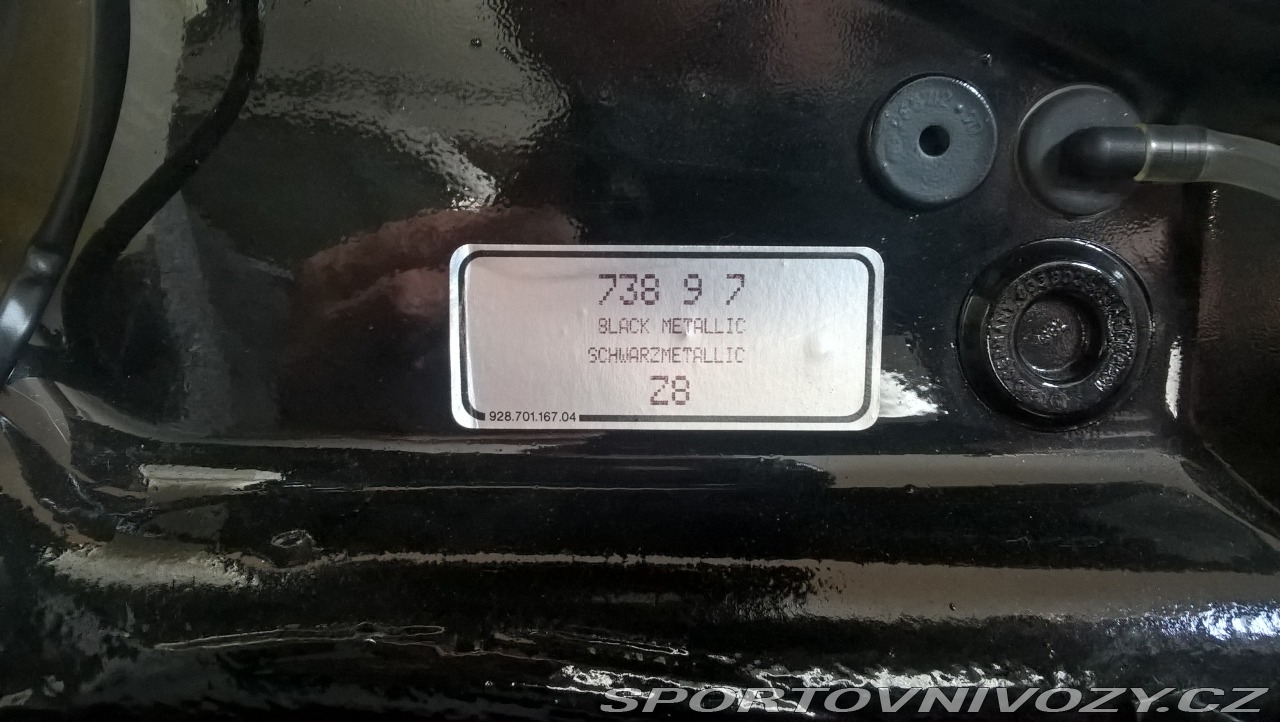 738 9 7
BLACK METALLIC
SCHWARZMETALLIC
Z8
928.701.167.04
SPORTOVNIVOZY.CZ